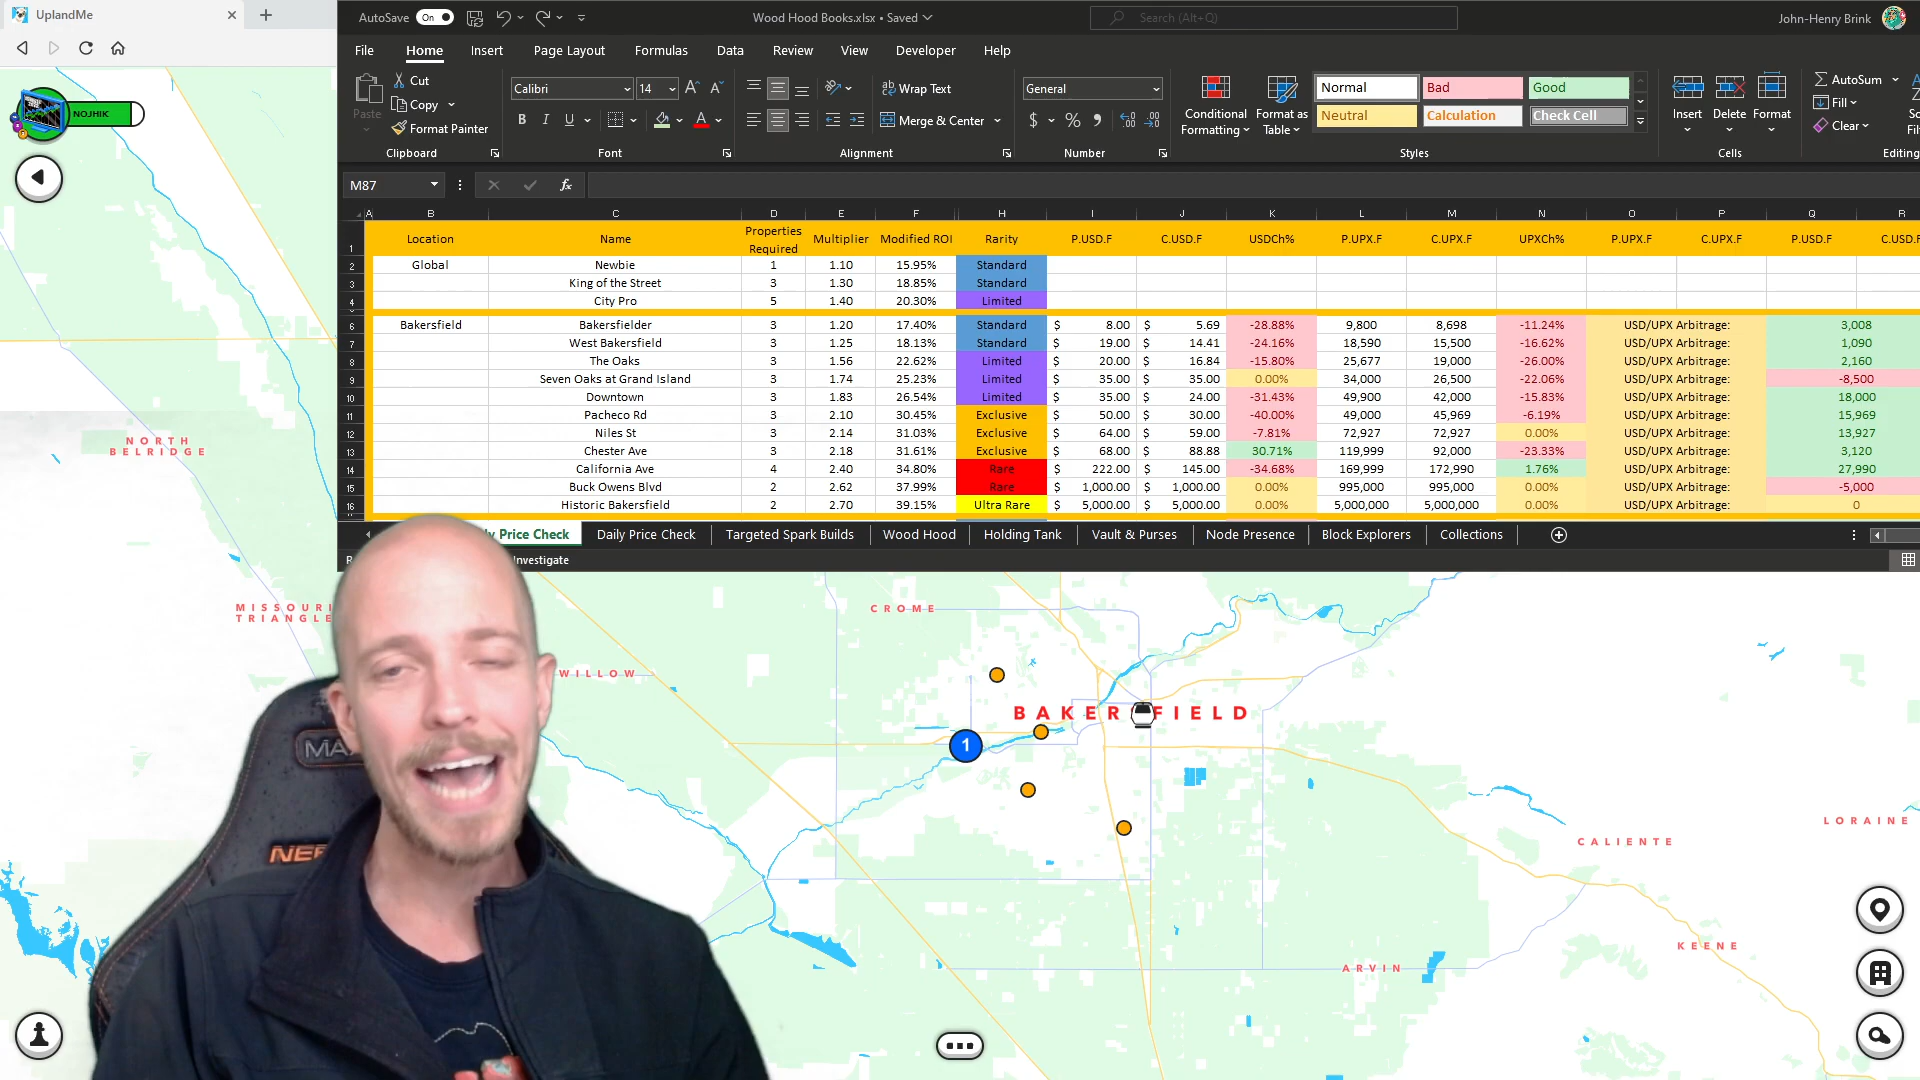 UplandMe
AutoSave On
Wood Hood Books.xlsx • Saved
Search (Alt+Q)
John-Henry Brink
File Home Insert Page Layout Formulas Data Review View Developer Help
NOJHIK
Paste
Cut
Copy
Format Painter
Clipboard
Calibri 14
B I U
Font
Wrap Text
Merge & Center
Alignment
General
$ % 9
Number
Conditional Formatting
Format as Table
Normal Bad Good
Neutral Calculation Check Cell
Styles
Insert Delete Format
Cells
AutoSum
Fill
Clear
Editing
M87
fx
A B C D E F H I J K L M N O P Q R
1 Location Name Properties Required Multiplier Modified ROI Rarity P.USD.F C.USD.F USDCh% P.UPX.F C.UPX.F UPXCh% P.UPX.F C.UPX.F P.USD.F C.USD.F
2 Global Newbie 1 1.10 15.95% Standard
3 King of the Street 3 1.30 18.85% Standard
4 City Pro 5 1.40 20.30% Limited
6 Bakersfield Bakersfielder 3 1.20 17.40% Standard $ 8.00 $ 5.69 -28.88% 9,800 8,698 -11.24% USD/UPX Arbitrage: 3,008
7 West Bakersfield 3 1.25 18.13% Standard $ 19.00 $ 14.41 -24.16% 18,590 15,500 -16.62% USD/UPX Arbitrage: 1,090
8 The Oaks 3 1.56 22.62% Limited $ 20.00 $ 16.84 -15.80% 25,677 19,000 -26.00% USD/UPX Arbitrage: 2,160
9 Seven Oaks at Grand Island 3 1.74 25.23% Limited $ 35.00 $ 35.00 0.00% 34,000 26,500 -22.06% USD/UPX Arbitrage: -8,500
10 Downtown 3 1.83 26.54% Limited $ 35.00 $ 24.00 -31.43% 49,900 42,000 -15.83% USD/UPX Arbitrage: 18,000
11 Pacheco Rd 3 2.10 30.45% Exclusive $ 50.00 $ 30.00 -40.00% 49,000 45,969 -6.19% USD/UPX Arbitrage: 15,969
12 Niles St 3 2.14 31.03% Exclusive $ 64.00 $ 59.00 -7.81% 72,927 72,927 0.00% USD/UPX Arbitrage: 13,927
13 Chester Ave 3 2.18 31.61% Exclusive $ 68.00 $ 88.88 30.71% 119,999 92,000 -23.33% USD/UPX Arbitrage: 3,120
14 California Ave 4 2.40 34.80% Rare $ 222.00 $ 145.00 -34.68% 169,999 172,990 1.76% USD/UPX Arbitrage: 27,990
15 Buck Owens Blvd 2 2.62 37.99% Rare $ 1,000.00 $ 1,000.00 0.00% 995,000 995,000 0.00% USD/UPX Arbitrage: -5,000
16 Historic Bakersfield 2 2.70 39.15% Ultra Rare $ 5,000.00 $ 5,000.00 0.00% 5,000,000 5,000,000 0.00% USD/UPX Arbitrage: 0
Price Check Daily Price Check Targeted Spark Builds Wood Hood Holding Tank Vault & Purses Node Presence Block Explorers Collections
Investigate
NORTH
BELRIDGE
MISSOURI
TRIANGLE
CROME
WILLOW
BAKERSFIELD
1
LORAINE
CALIENTE
KEENE
ARVIN